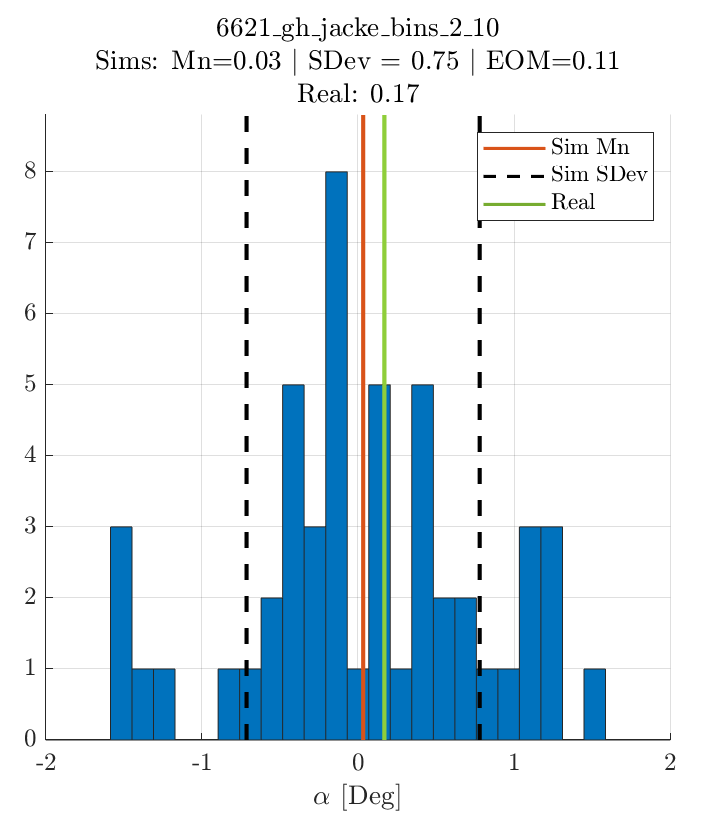 6621_gh_jacke_bins_2_10
Sims: Mn=0.03 | SDev = 0.75 | EOM=0.11
Real: 0.17
Sim Mn
Sim SDev
Real
8
7
6
5
4
3
2
1
0
-2 -1 0 1 2
α [Deg]